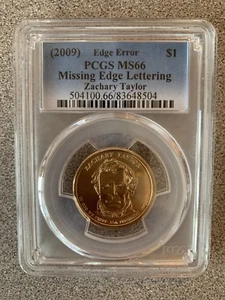 (2009) Edge Error $1
PCGS MS66
Missing Edge Lettering
Zachary Taylor
504100.66/83648504
ZACHARY TAYLOR